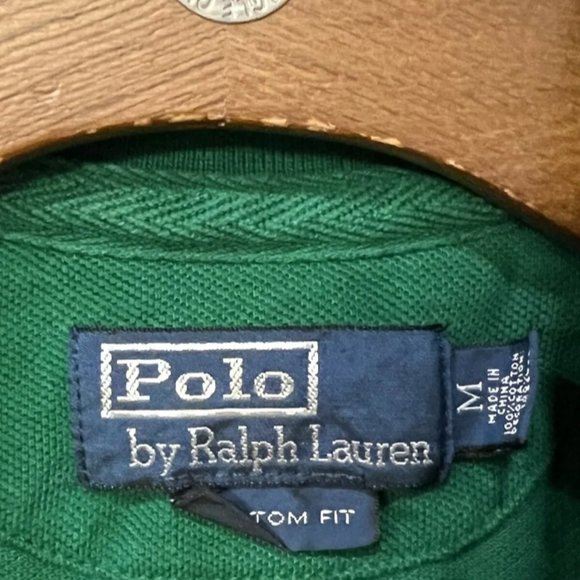 Polo
by Ralph Lauren
M
MADE IN
CHINA
100% COTTON
TOM FIT